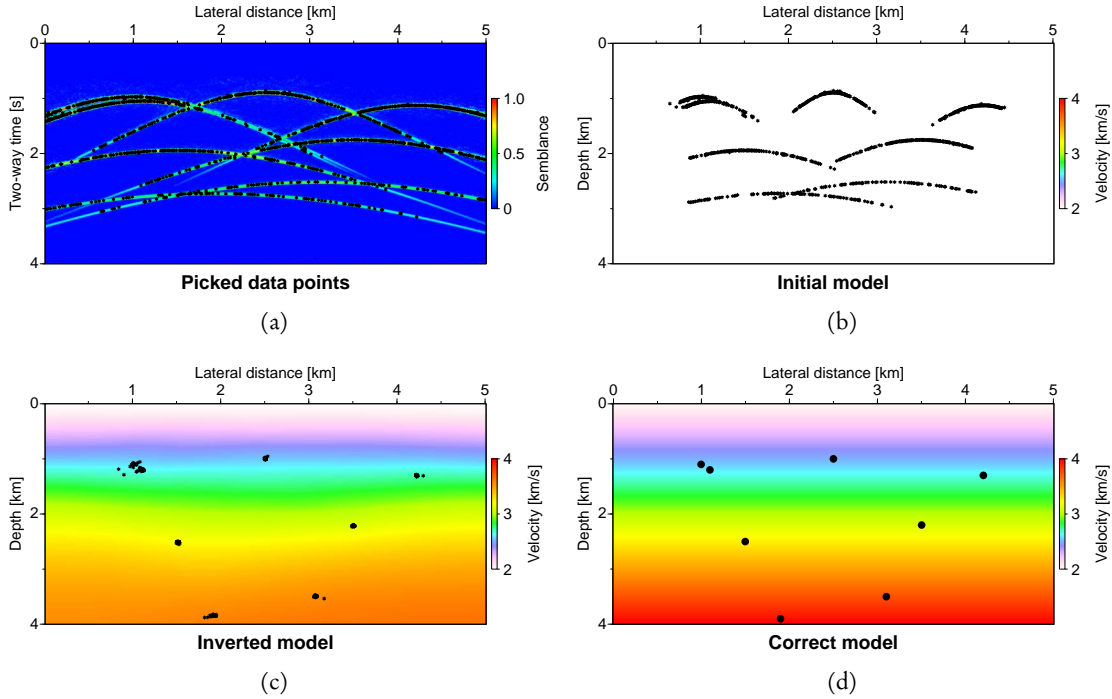 Lateral distance [km]
0 1 2 3 4 5
0
2
4
Two-way time [s]
1.0
0.5
0
Semblance
Picked data points
(a)
Lateral distance [km]
0 1 2 3 4 5
0
2
4
Depth [km]
4
3
2
Velocity [km/s]
Initial model
(b)
Lateral distance [km]
1 2 3 4 5
0
2
4
Depth [km]
4
3
2
Velocity [km/s]
Inverted model
(c)
Lateral distance [km]
0 1 2 3 4 5
0
2
4
Depth [km]
4
3
2
Velocity [km/s]
Correct model
(d)